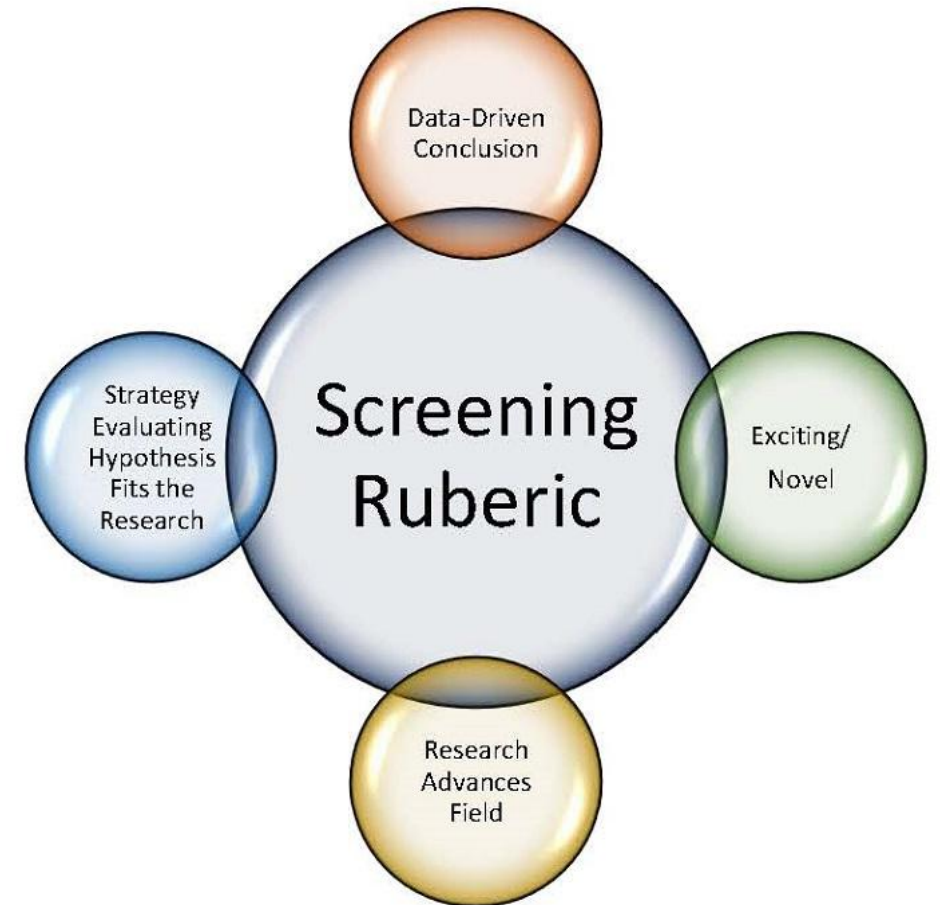 Data-Driven
Conclusion
Strategy
Evaluating
Hypothesis
Fits the
Research
Screening
Ruberic
Exciting/
Novel
Research
Advances
Field